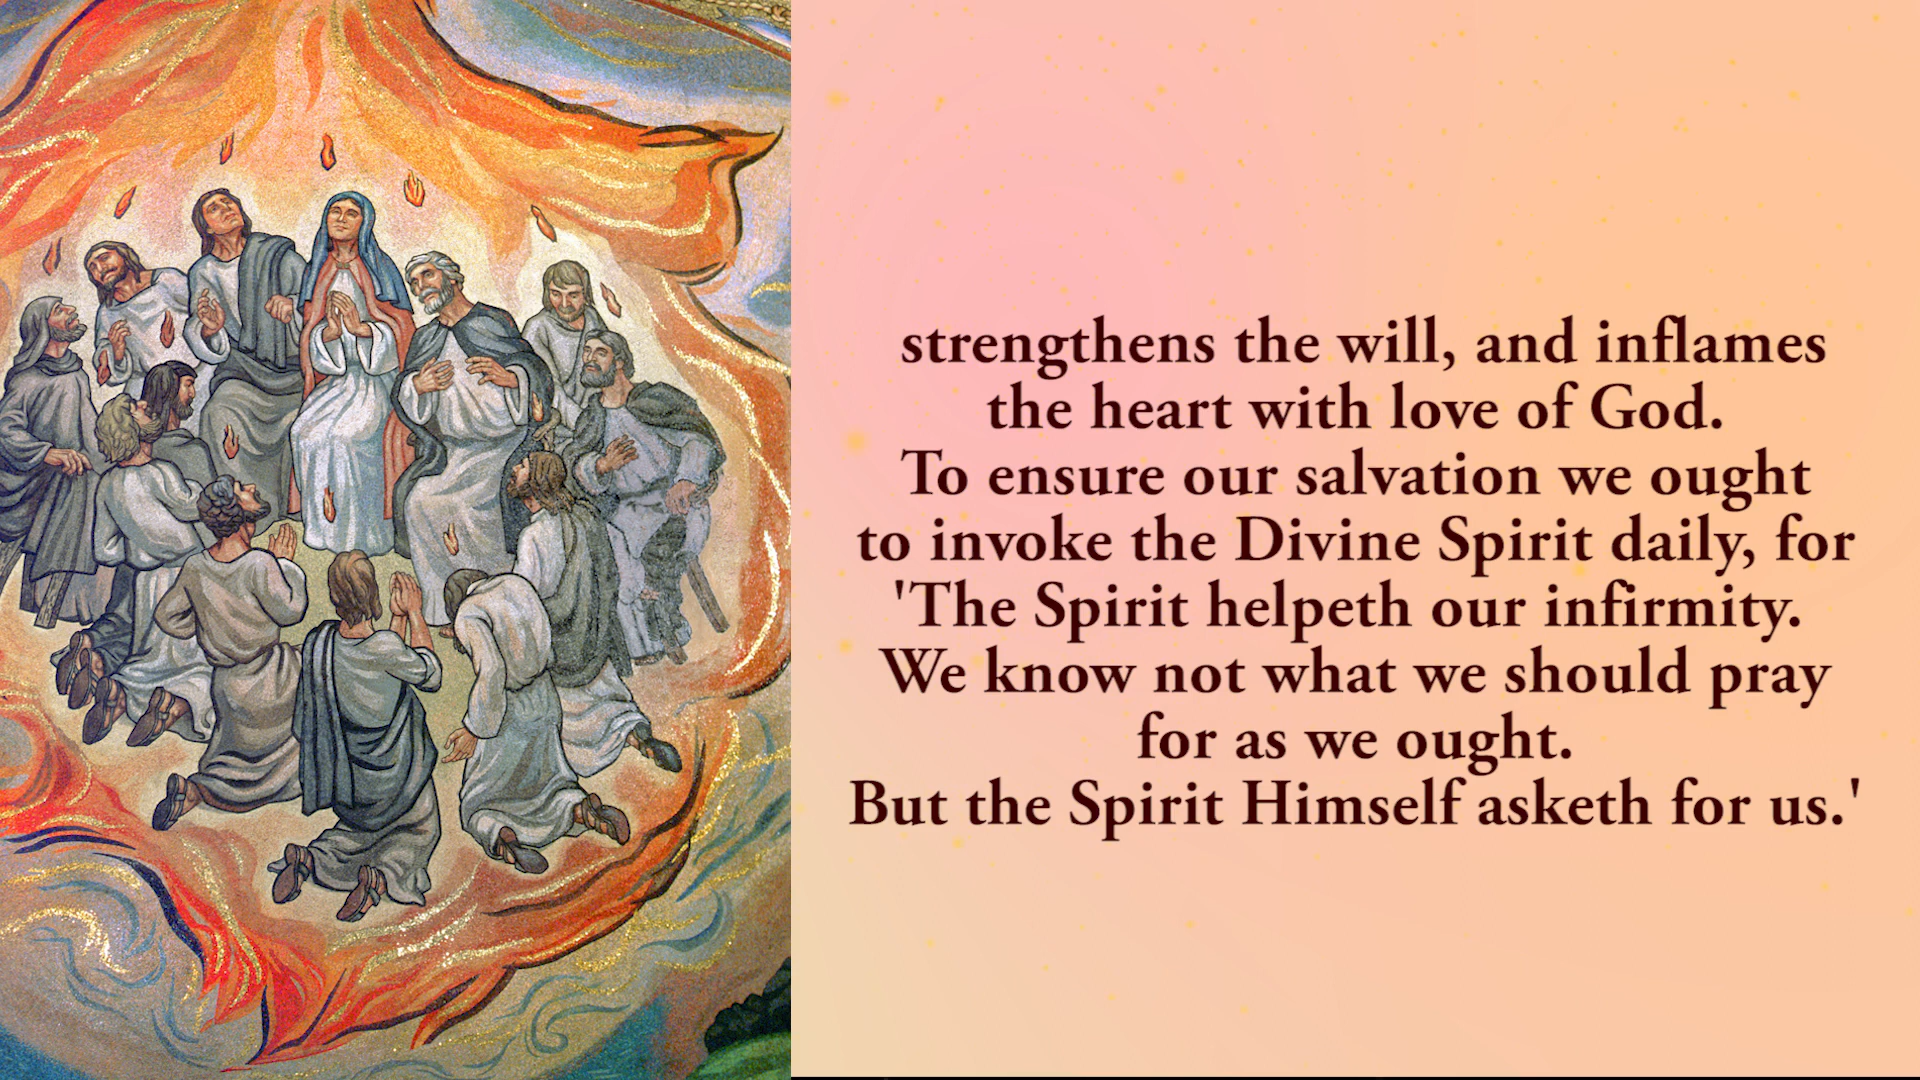 strengthens the will, and inflames
the heart with love of God.
To ensure our salvation we ought
to invoke the Divine Spirit daily, for
'The Spirit helpeth our infirmity.
We know not what we should pray
for as we ought.
But the Spirit Himself asketh for us.'